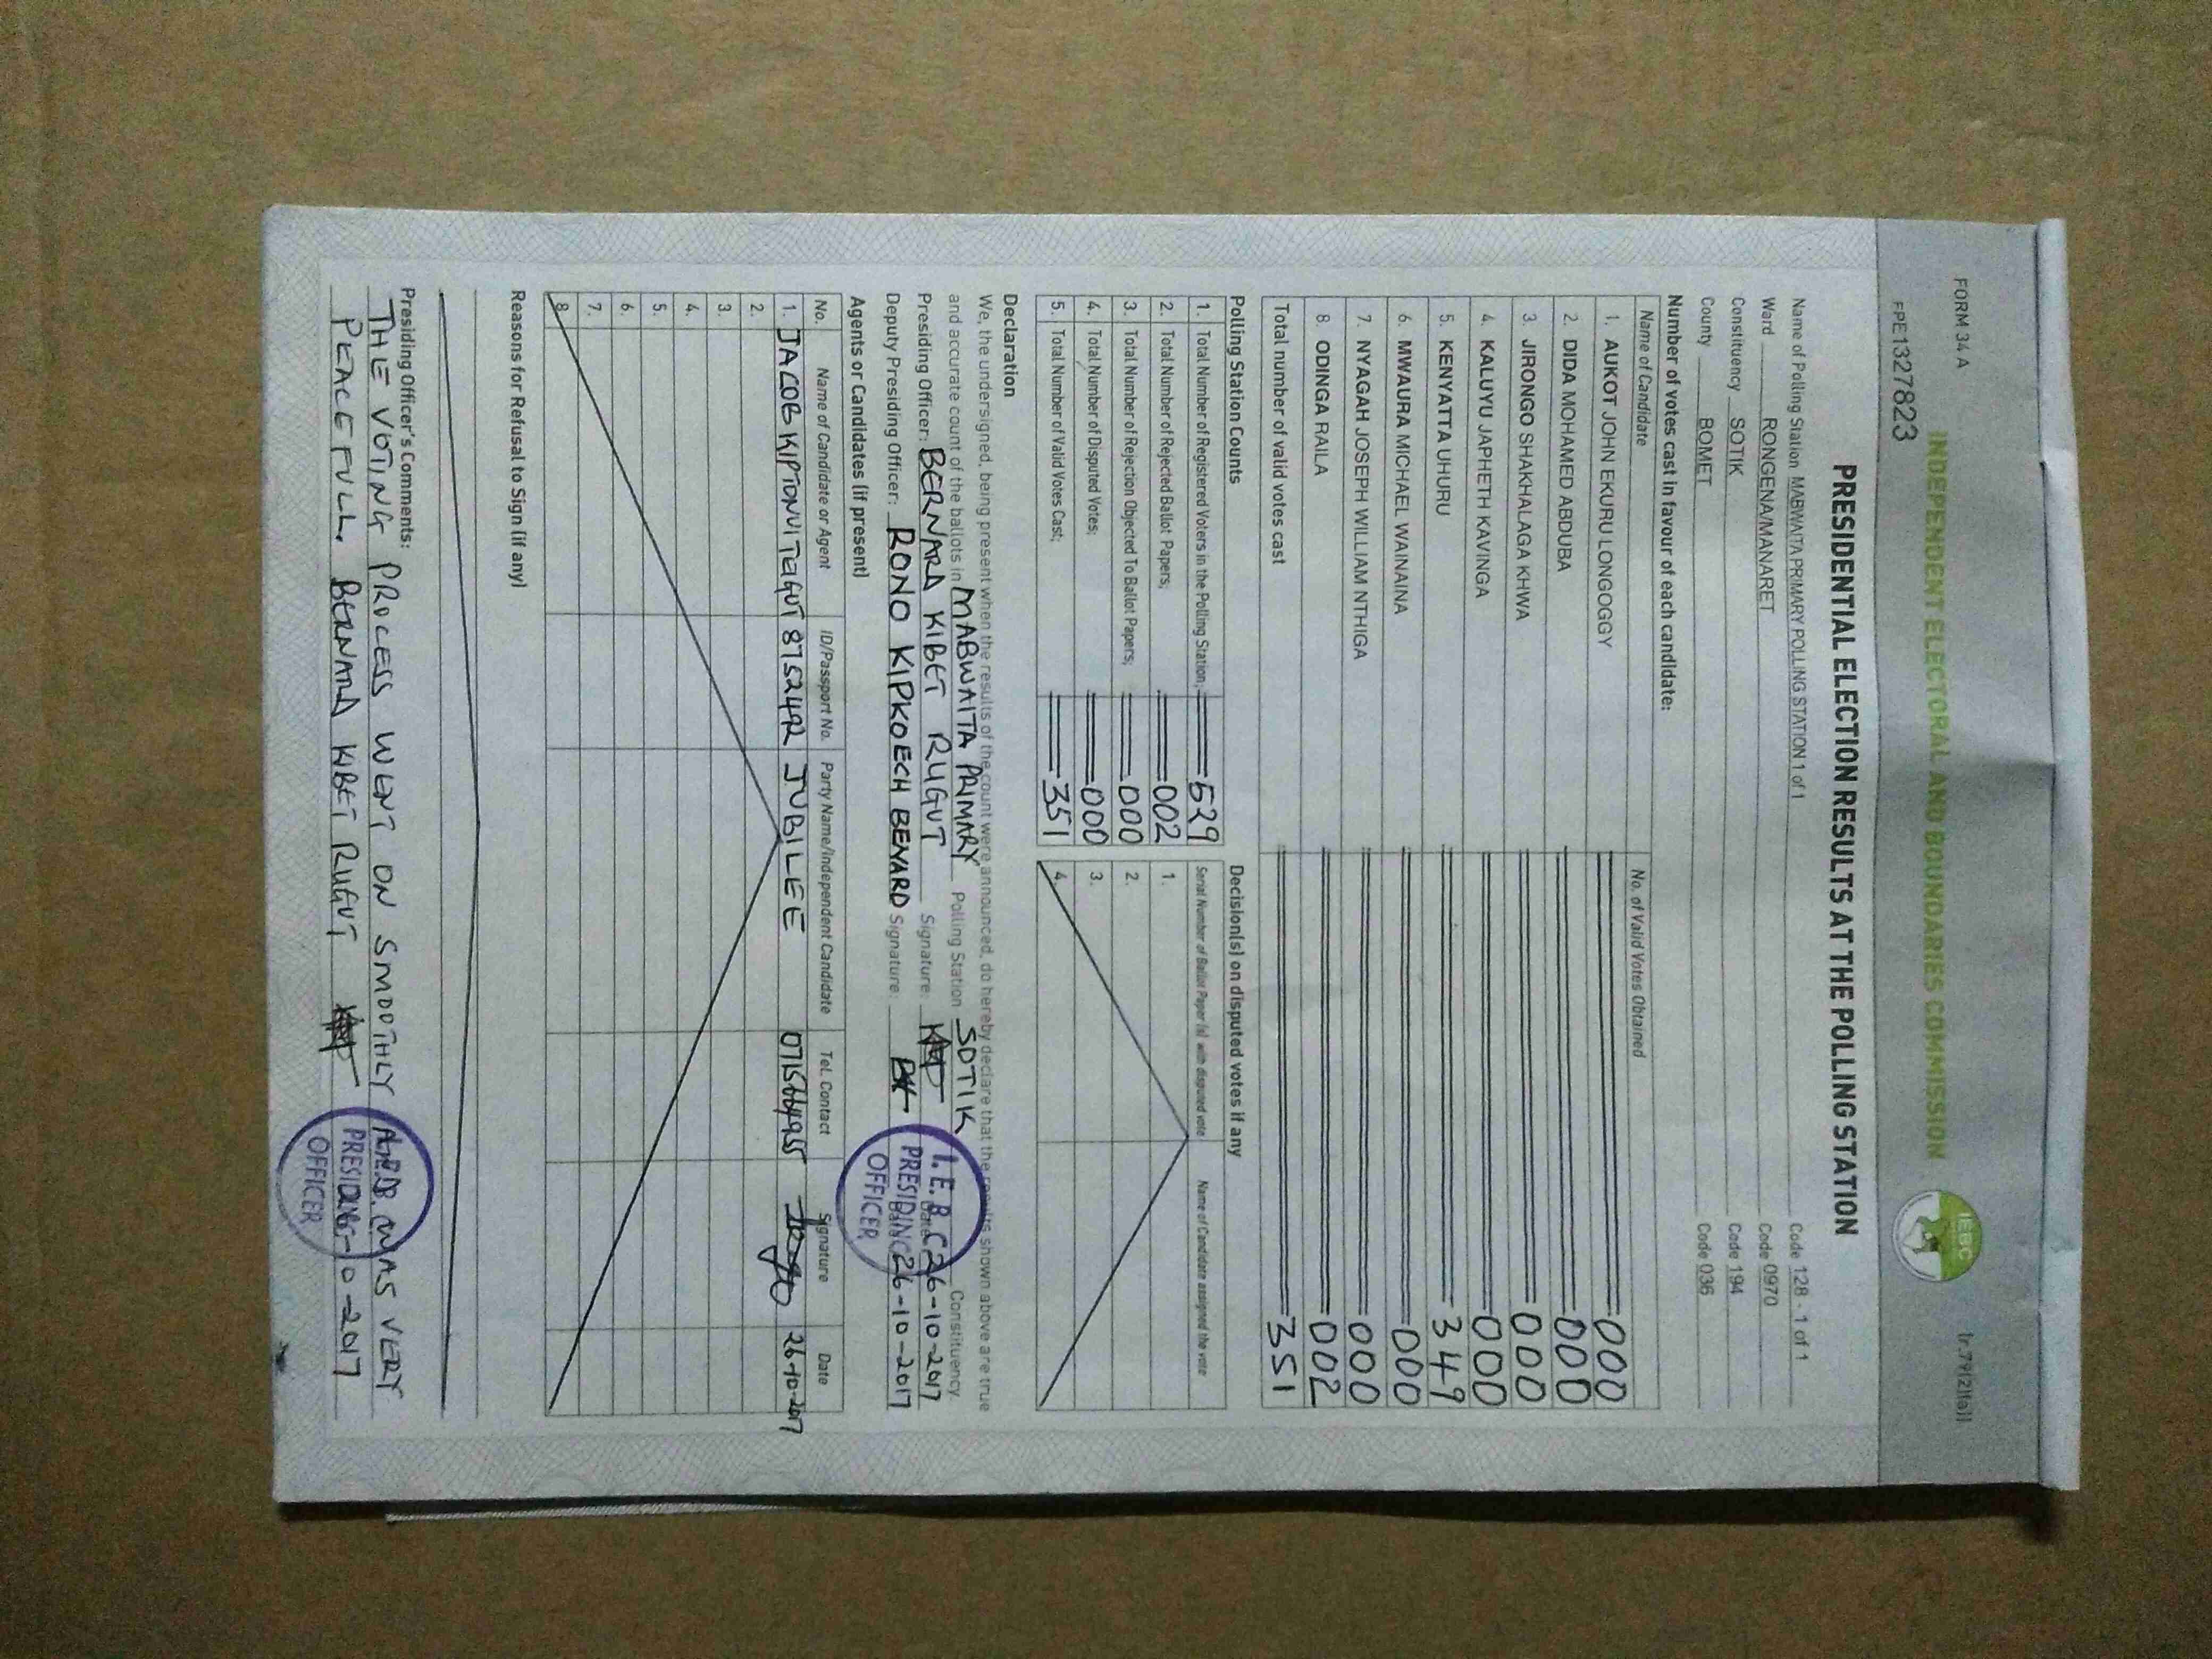 FORM 34 A
(r.79(2)(a))
INDEPENDENT ELECTORAL AND BOUNDARIES COMMISSION
IEBC
FPE1327823
PRESIDENTIAL ELECTION RESULTS AT THE POLLING STATION
Name of Polling Station MABWAITA PRIMARY POLLING STATION 1 of 1 Code 128 - 1 of 1
Ward RONGENA/MANARET Code 0970
Constituency SOTIK Code 194
County BOMET Code 036
Number of votes cast in favour of each candidate:
Name of Candidate No. of Valid Votes Obtained
1. AUKOT JOHN EKURU LONGOGGY 000
2. DIDA MOHAMED ABDUBA 000
3. JIRONGO SHAKHALAGA KHWA 000
4. KALUYU JAPHETH KAVINGA 000
5. KENYATTA UHURU 349
6. MWAURA MICHAEL WAINAINA 000
7. NYAGAH JOSEPH WILLIAM NTHIGA 000
8. ODINGA RAILA 002
Total number of valid votes cast 351
Polling Station Counts Decision(s) on disputed votes if any
1. Total Number of Registered Voters in the Polling Station; 529 Serial Number of Ballot Paper (s) with disputed vote Name of Candidate assigned the vote
2. Total Number of Rejected Ballot Papers; 002 1.
3. Total Number of Rejection Objected To Ballot Papers; 000 2.
4. Total Number of Disputed Votes; 000 3.
5. Total Number of Valid Votes Cast; 351 4.
Declaration
We, the undersigned, being present when the results of the count were announced, do hereby declare that the results shown above are true
and accurate count of the ballots in MABWAITA PRIMARY Polling Station SOTIK Constituency.
Presiding Officer: BERNARD KIBET RUGUT Signature: Date 26-10-2017
Deputy Presiding Officer: RONO KIPKOECH BENARD Signature: Date 26-10-2017
I.E.B.C
PRESIDING
OFFICER
Agents or Candidates (if present)
No. Name of Candidate or Agent ID/Passport No. Party Name/Independent Candidate Tel. Contact Signature Date
1. JACOB KIPTONUI TEGUT 8752492 JUBILEE 0715664955 26-10-2017
2.
3.
4.
5.
6.
7.
8.
Reasons for Refusal to Sign (if any)
Presiding Officer's Comments:
THE VOTING PROCESS WENT ON SMOOTHLY AND WAS VERY
PEACEFULL. BERNARD KIBET RUGUT 26-10-2017
PRESIDING
OFFICER